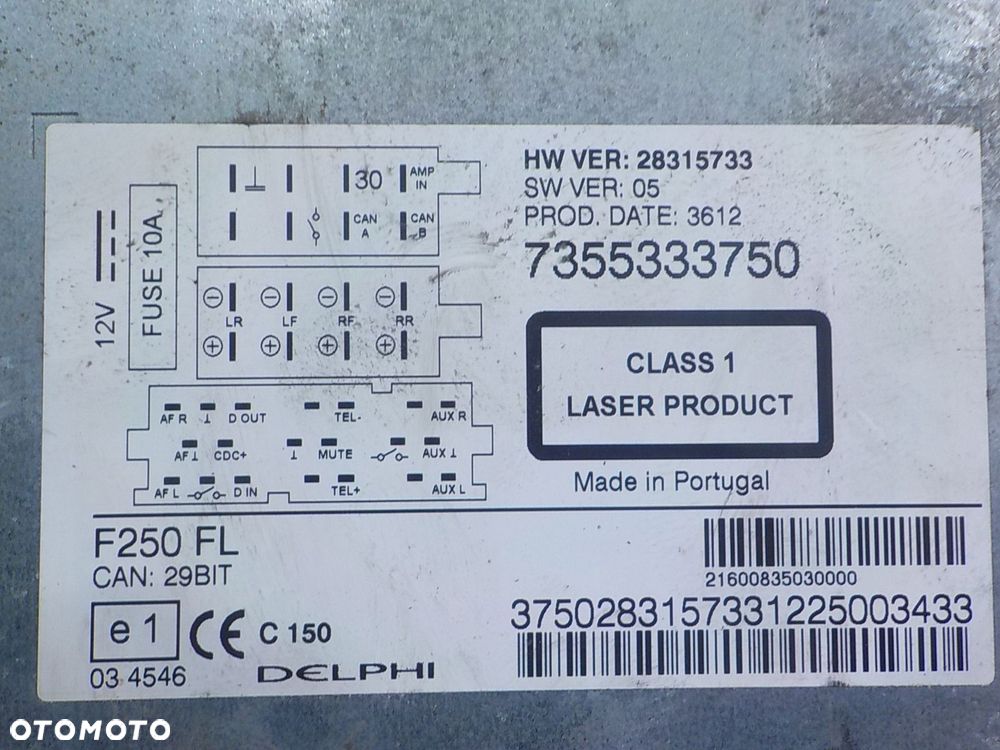 12V
FUSE 10A
30 AMP IN
CAN A CAN B
LR LF RF RR
AF R D OUT TEL- AUX R
AF CDC+ MUTE AUX
AF L D IN TEL+ AUX L
HW VER: 28315733
SW VER: 05
PROD. DATE: 3612
7355333750
CLASS 1
LASER PRODUCT
Made in Portugal
F250 FL
CAN: 29BIT
e 1
CE C 150
03 4546
DELPHI
21600835030000
37502831573312250034​33
OTOMOTO